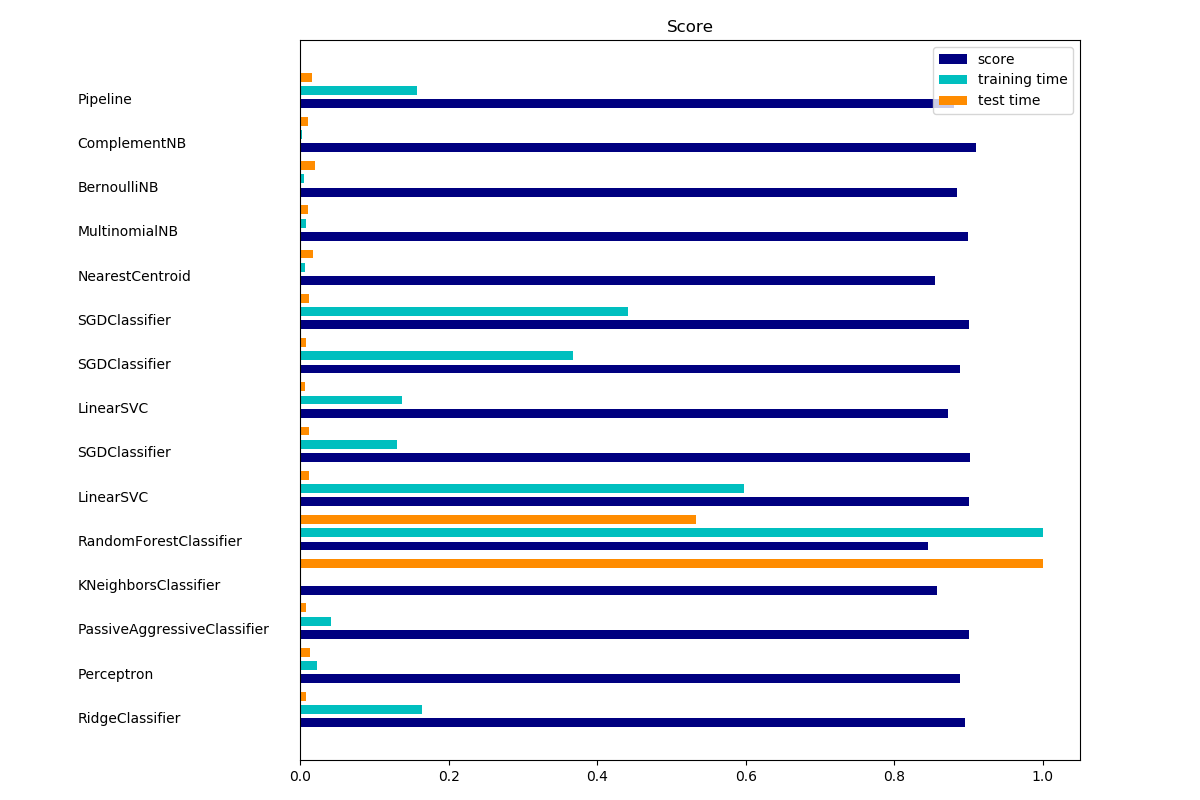 Score
score
training time
test time
Pipeline
ComplementNB
BernoulliNB
MultinomialNB
NearestCentroid
SGDClassifier
SGDClassifier
LinearSVC
SGDClassifier
LinearSVC
RandomForestClassifier
KNeighborsClassifier
PassiveAggressiveClassifier
Perceptron
RidgeClassifier
0.0 0.2 0.4 0.6 0.8 1.0